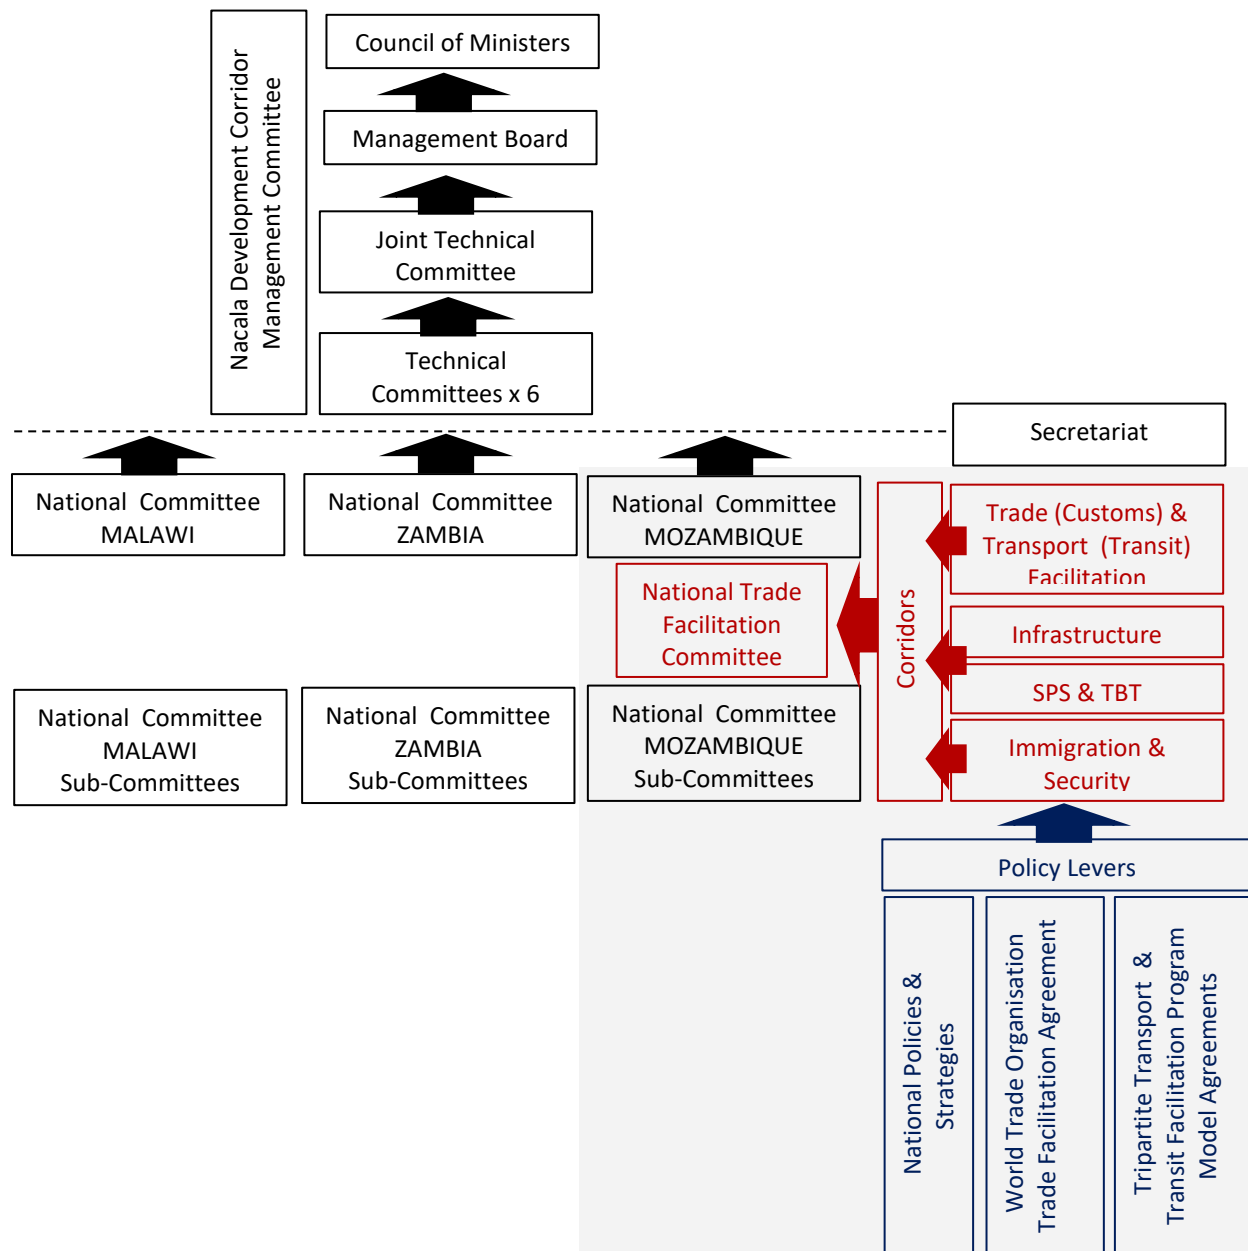 Nacala Development Corridor
Management Committee
Council of Ministers
Management Board
Joint Technical
Committee
Technical
Committees x 6
Secretariat
National Committee
MALAWI
National Committee
ZAMBIA
National Committee
MOZAMBIQUE
National Trade
Facilitation
Committee
Corridors
Trade (Customs) &
Transport (Transit)
Facilitation
Infrastructure
SPS & TBT
Immigration &
Security
National Committee
MALAWI
Sub-Committees
National Committee
ZAMBIA
Sub-Committees
National Committee
MOZAMBIQUE
Sub-Committees
Policy Levers
National Policies &
Strategies
World Trade Organisation
Trade Facilitation Agreement
Tripartite Transport &
Transit Facilitation Program
Model Agreements